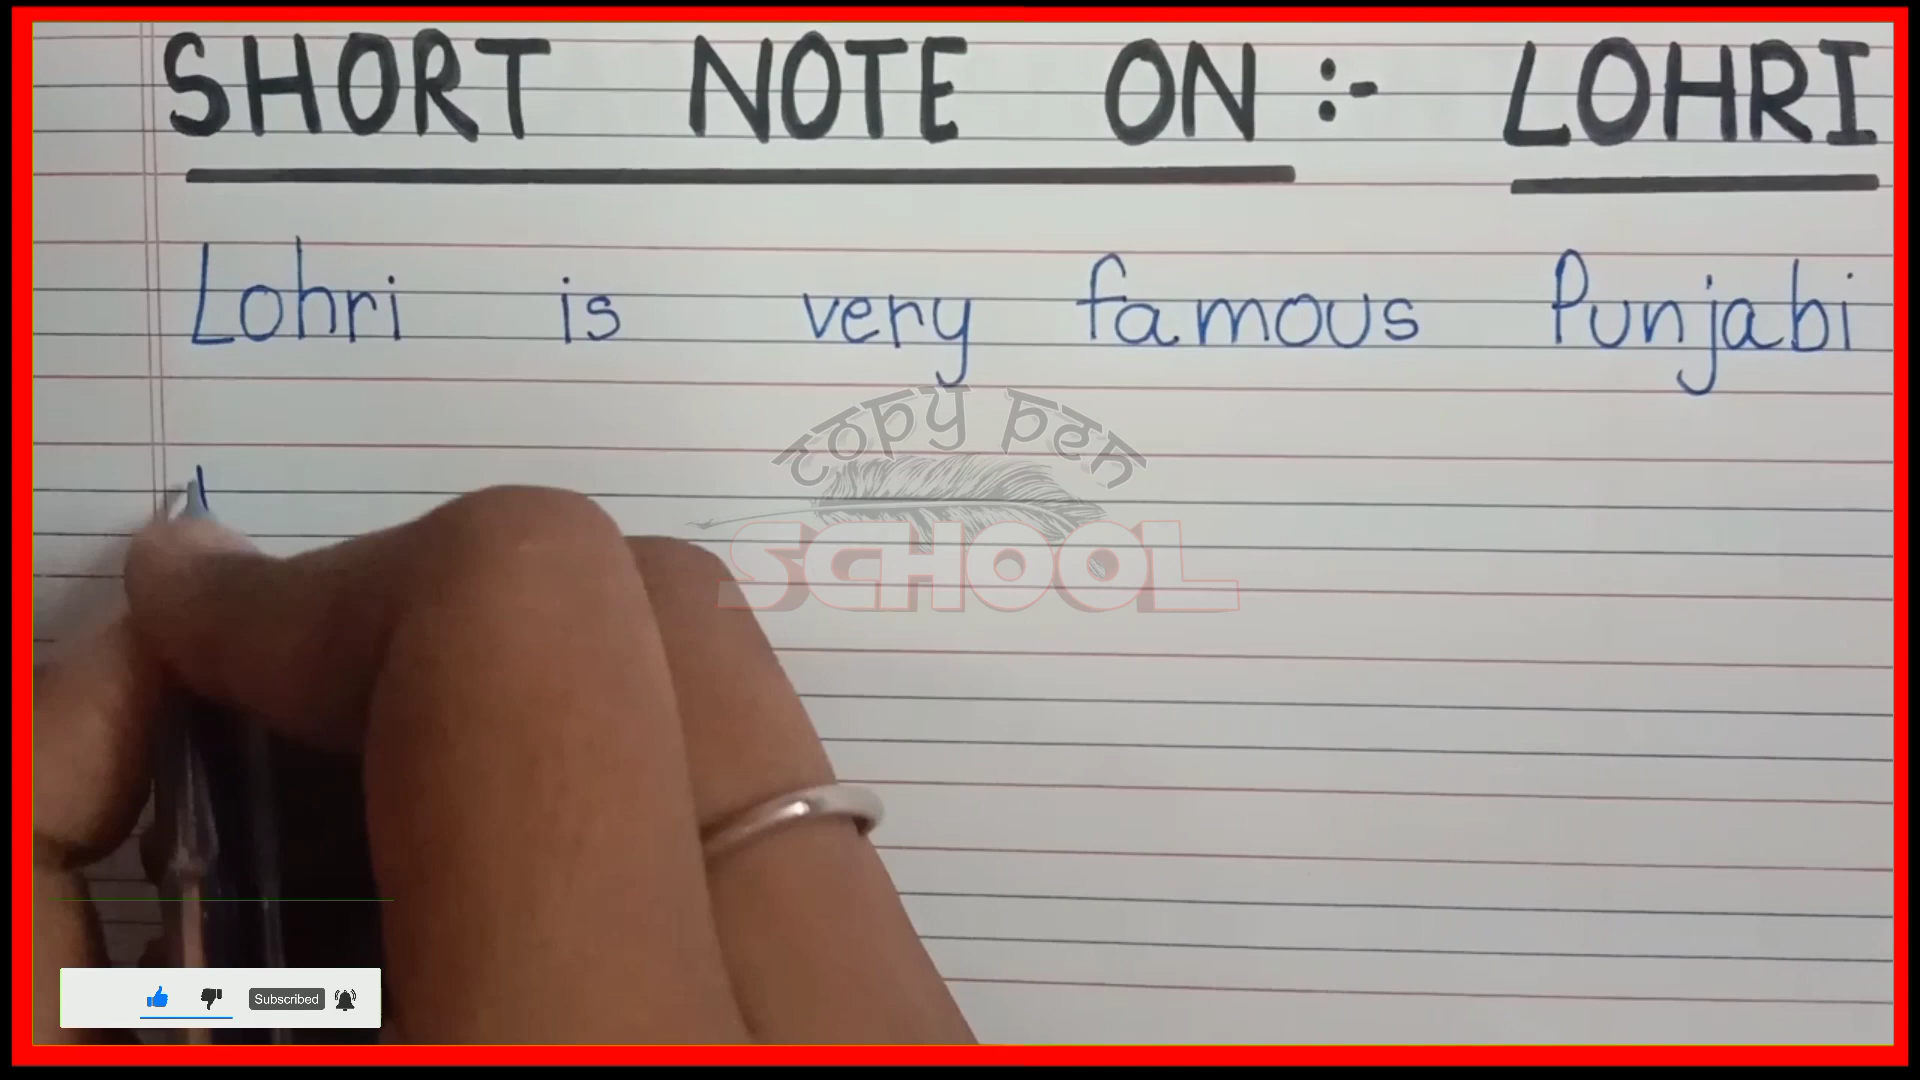 SHORT NOTE ON :- LOHRI
Lohri is very famous Punjabi
copy pen
SCHOOL
Subscribed